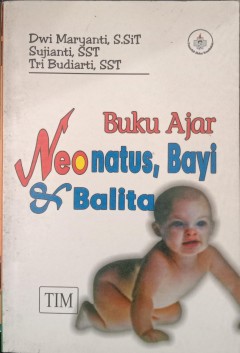 Dwi Maryanti, S.SiT
Sujianti, SST
Tri Budiarti, SST
Buku Ajar
Neonatus, Bayi
& Balita
TIM